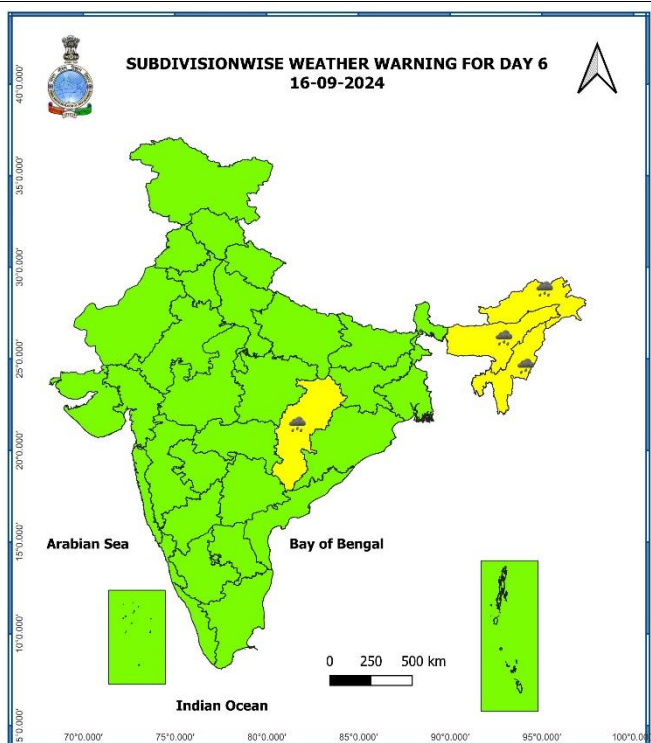 SUBDIVISIONWISE WEATHER WARNING FOR DAY 6
16-09-2024
40°0.000'
35°0.000'
30°0.000'
25°0.000'
20°0.000'
15°0.000'
10°0.000'
5°0.000'
Arabian Sea
Bay of Bengal
0 250 500 km
Indian Ocean
70°0.000' 75°0.000' 80°0.000' 85°0.000' 90°0.000' 95°0.000' 100°0.000'